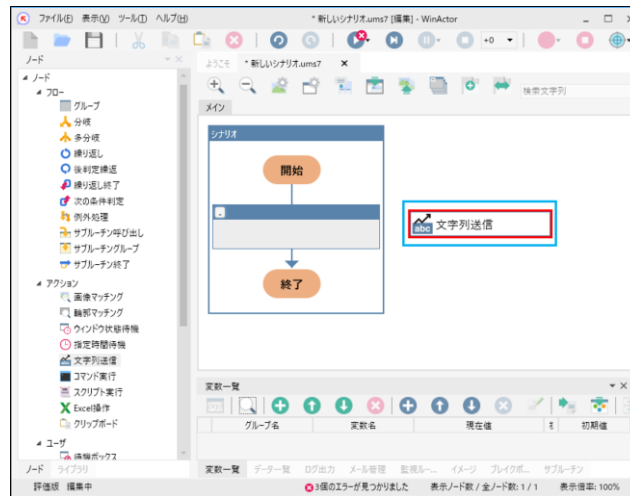 ファイル(F) 表示(V) ツール(T) ヘルプ(H)
* 新しいシナリオ.ums7 [編集] - WinActor
+0
ノード
ようこそ
* 新しいシナリオ.ums7
ノード
フロー
グループ
分岐
多分岐
繰り返し
後判定繰返
繰り返し終了
次の条件判定
例外処理
サブルーチン呼び出し
サブルーチングループ
サブルーチン終了
アクション
画像マッチング
輪郭マッチング
ウィンドウ状態待機
指定時間待機
文字列送信
コマンド実行
スクリプト実行
Excel操作
クリップボード
ユーザ
待機ボックス
ノード ライブラリ
検索文字列
メイン
シナリオ
開始
終了
abc 文字列送信
変数一覧
グループ名 変数名 現在値 初期値
変数一覧 データ一覧 ログ出力 メール管理 監視ルー... イメージ ブレイクポ... サブルーチン
評価版 編集中
3個のエラーが見つかりました
表示ノード数 / 全ノード数: 1 / 1
表示倍率: 100%